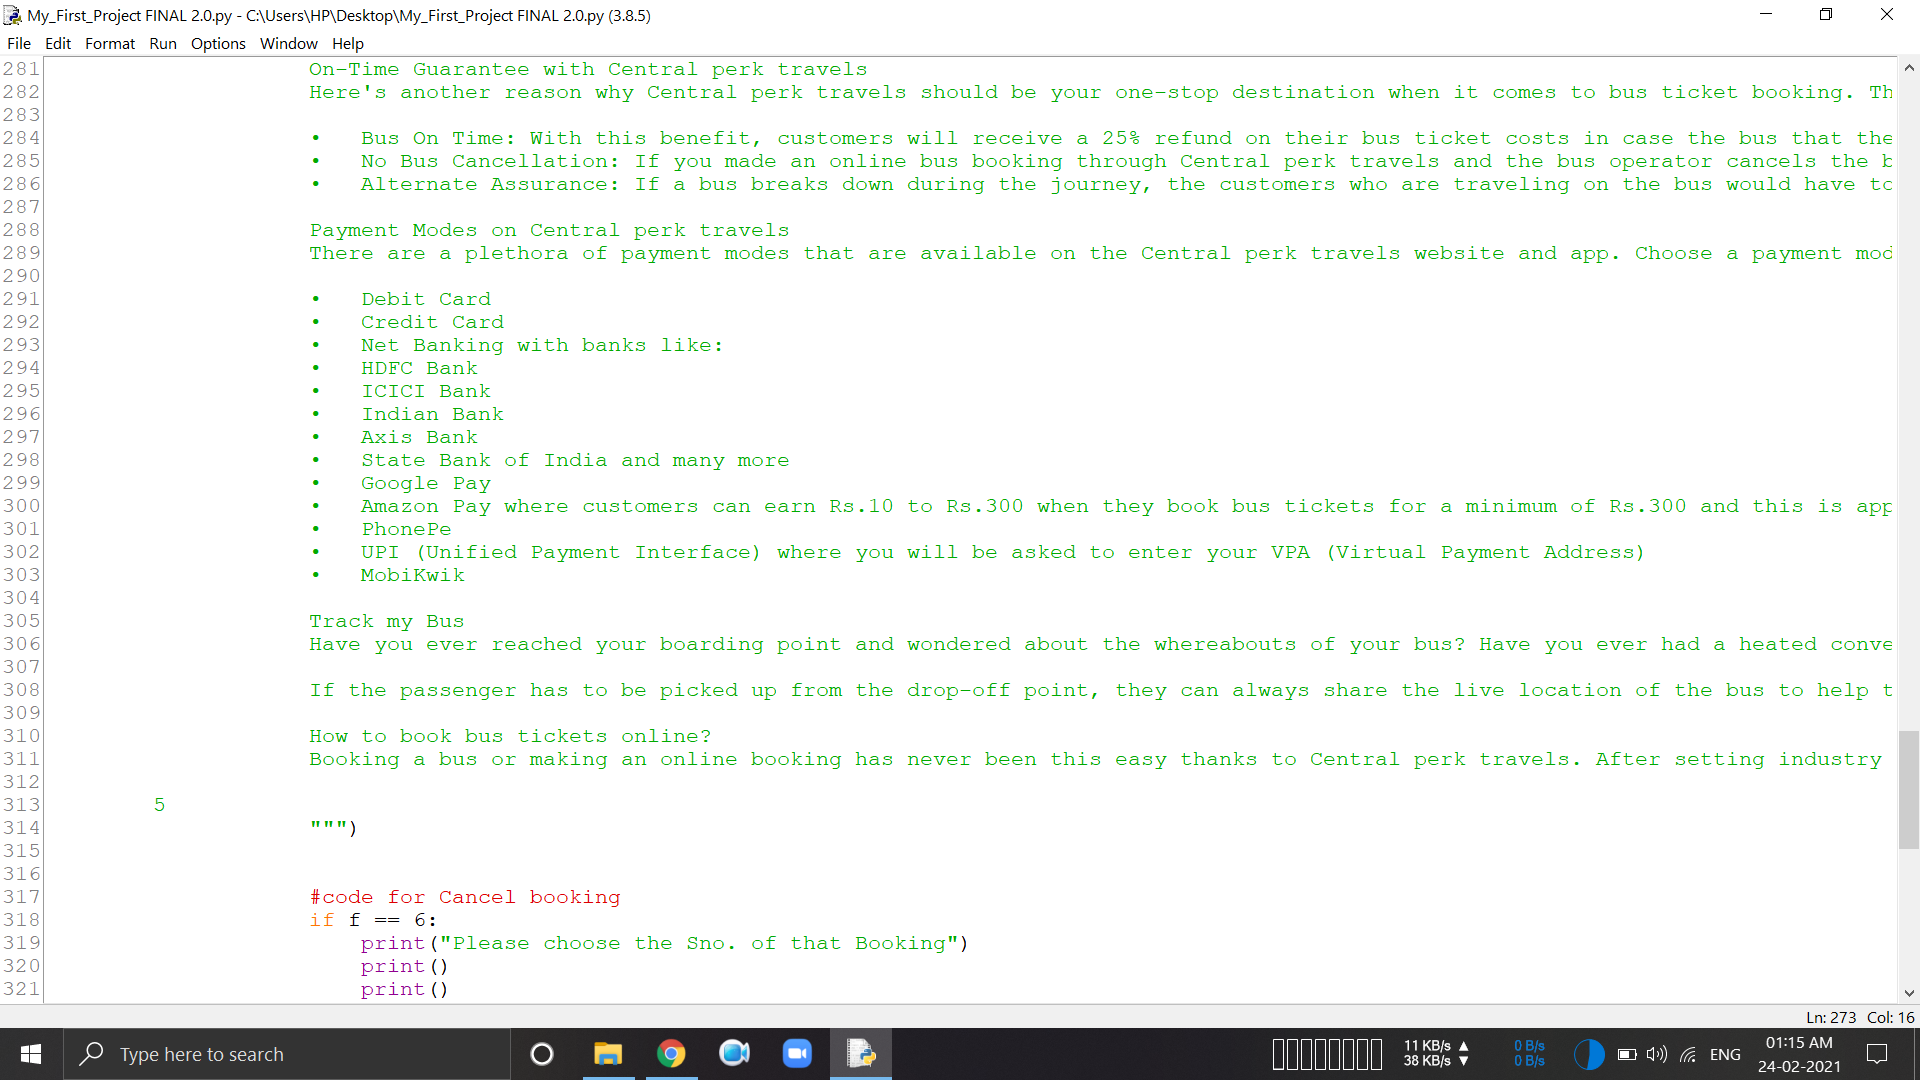 My_First_Project FINAL 2.0.py - C:\Users\HP\Desktop\My_First_Project FINAL 2.0.py (3.8.5)
File Edit Format Run Options Window Help
281 On-Time Guarantee with Central perk travels
282 Here's another reason why Central perk travels should be your one-stop destination when it comes to bus ticket booking. Th
283
284 • Bus On Time: With this benefit, customers will receive a 25% refund on their bus ticket costs in case the bus that the
285 • No Bus Cancellation: If you made an online bus booking through Central perk travels and the bus operator cancels the b
286 • Alternate Assurance: If a bus breaks down during the journey, the customers who are traveling on the bus would have to
287
288 Payment Modes on Central perk travels
289 There are a plethora of payment modes that are available on the Central perk travels website and app. Choose a payment mod
290
291 • Debit Card
292 • Credit Card
293 • Net Banking with banks like:
294 • HDFC Bank
295 • ICICI Bank
296 • Indian Bank
297 • Axis Bank
298 • State Bank of India and many more
299 • Google Pay
300 • Amazon Pay where customers can earn Rs.10 to Rs.300 when they book bus tickets for a minimum of Rs.300 and this is app
301 • PhonePe
302 • UPI (Unified Payment Interface) where you will be asked to enter your VPA (Virtual Payment Address)
303 • MobiKwik
304
305 Track my Bus
306 Have you ever reached your boarding point and wondered about the whereabouts of your bus? Have you ever had a heated conve
307
308 If the passenger has to be picked up from the drop-off point, they can always share the live location of the bus to help t
309
310 How to book bus tickets online?
311 Booking a bus or making an online booking has never been this easy thanks to Central perk travels. After setting industry
312
313 5
314 """)
315
316
317 #code for Cancel booking
318 if f == 6:
319 print("Please choose the Sno. of that Booking")
320 print()
321 print()
Ln: 273 Col: 16
Type here to search
11 KB/s 0 B/s
38 KB/s 0 B/s
ENG
01:15 AM
24-02-2021